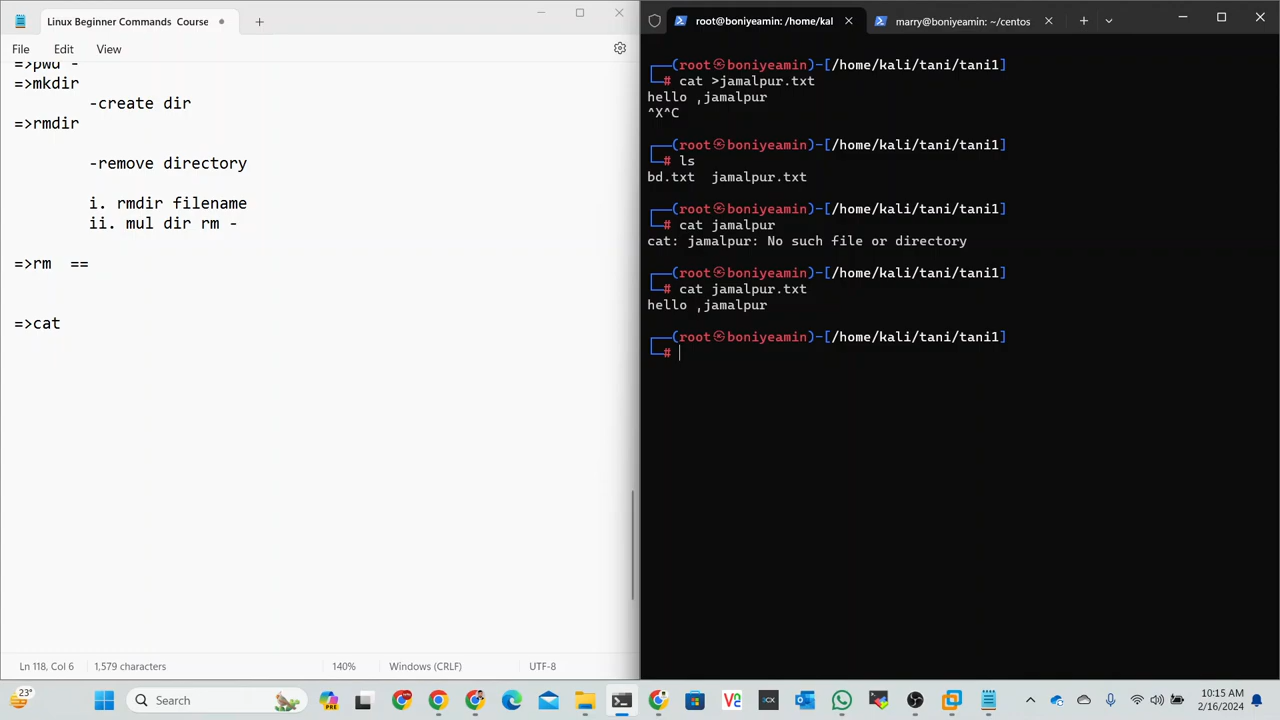 Linux Beginner Commands Course
File Edit View
=>pwd -
=>mkdir
-create dir
=>rmdir
-remove directory
i. rmdir filename
ii. mul dir rm -
=>rm ==
=>cat
Ln 118, Col 6 1,579 characters 140% Windows (CRLF) UTF-8
root@boniyeamin: /home/kal marry@boniyeamin: ~/centos
┌──(root㉿boniyeamin)-[/home/kali/tani/tani1]
└─# cat >jamalpur.txt
hello ,jamalpur
^X^C
┌──(root㉿boniyeamin)-[/home/kali/tani/tani1]
└─# ls
bd.txt jamalpur.txt
┌──(root㉿boniyeamin)-[/home/kali/tani/tani1]
└─# cat jamalpur
cat: jamalpur: No such file or directory
┌──(root㉿boniyeamin)-[/home/kali/tani/tani1]
└─# cat jamalpur.txt
hello ,jamalpur
┌──(root㉿boniyeamin)-[/home/kali/tani/tani1]
└─#
23°
Search
10:15 AM
2/16/2024